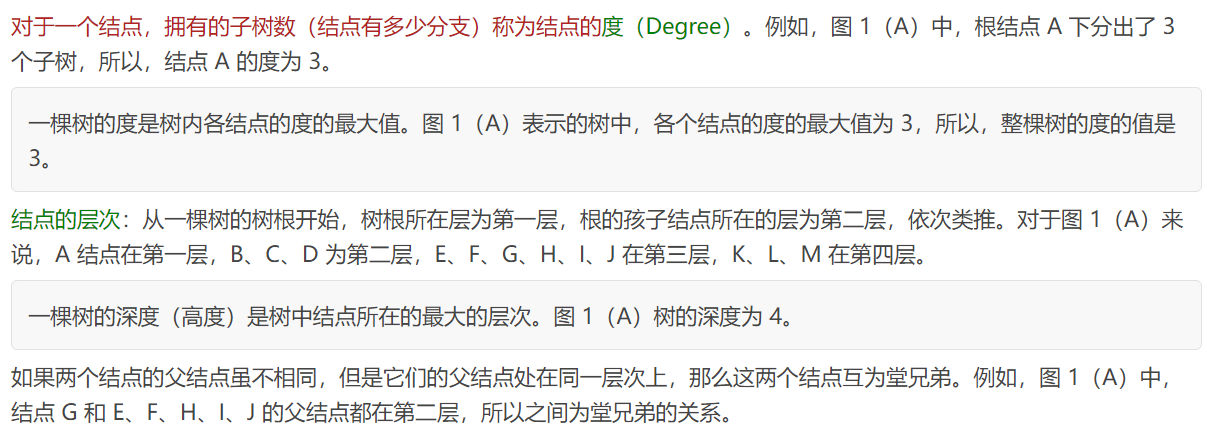 对于一个结点，拥有的子树数（结点有多少分支）称为结点的度（Degree）。例如，图 1（A）中，根结点 A 下分出了 3
个子树，所以，结点 A 的度为 3。
一棵树的度是树内各结点的度的最大值。图 1（A）表示的树中，各个结点的度的最大值为 3，所以，整棵树的度的值是
3。
结点的层次：从一棵树的树根开始，树根所在层为第一层，根的孩子结点所在的层为第二层，依次类推。对于图 1（A）来
说，A 结点在第一层，B、C、D 为第二层，E、F、G、H、I、J 在第三层，K、L、M 在第四层。
一棵树的深度（高度）是树中结点所在的最大的层次。图 1（A）树的深度为 4。
如果两个结点的父结点虽不相同，但是它们的父结点处在同一层次上，那么这两个结点互为堂兄弟。例如，图 1（A）中，
结点 G 和 E、F、H、I、J 的父结点都在第二层，所以之间为堂兄弟的关系。